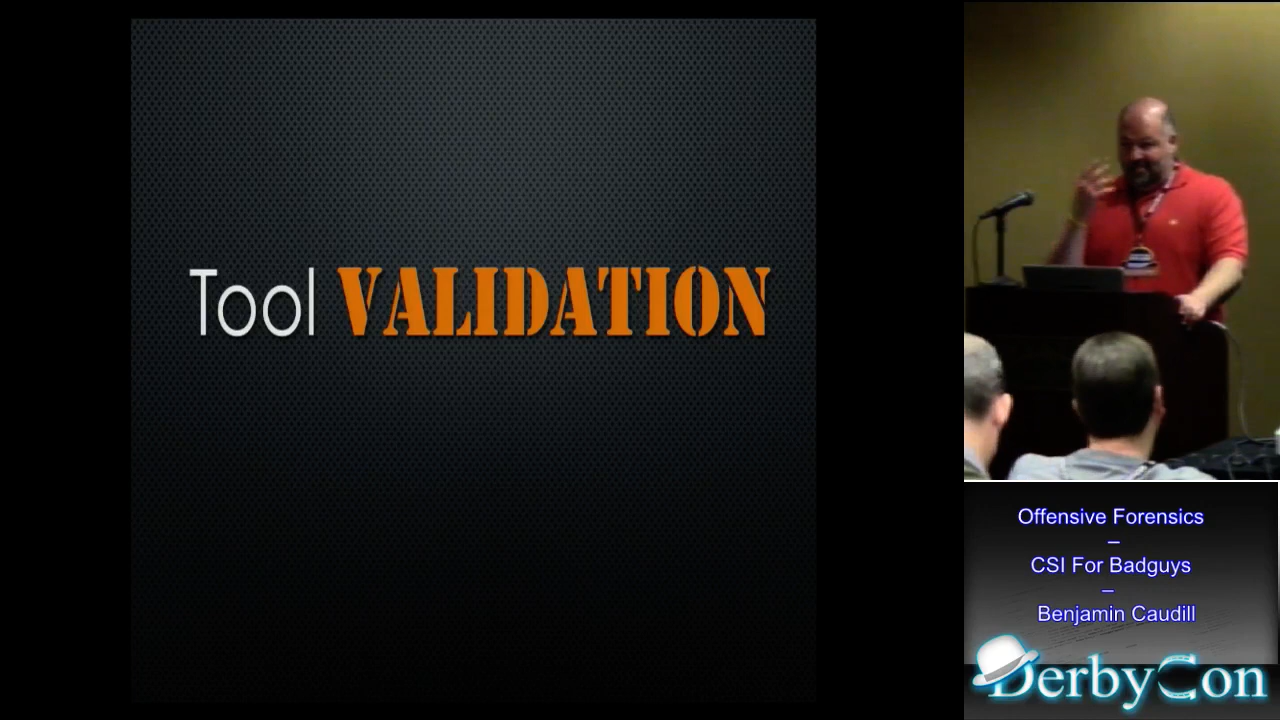 Tool VALIDATION
Offensive Forensics
–
CSI For Badguys
–
Benjamin Caudill
DerbyCon